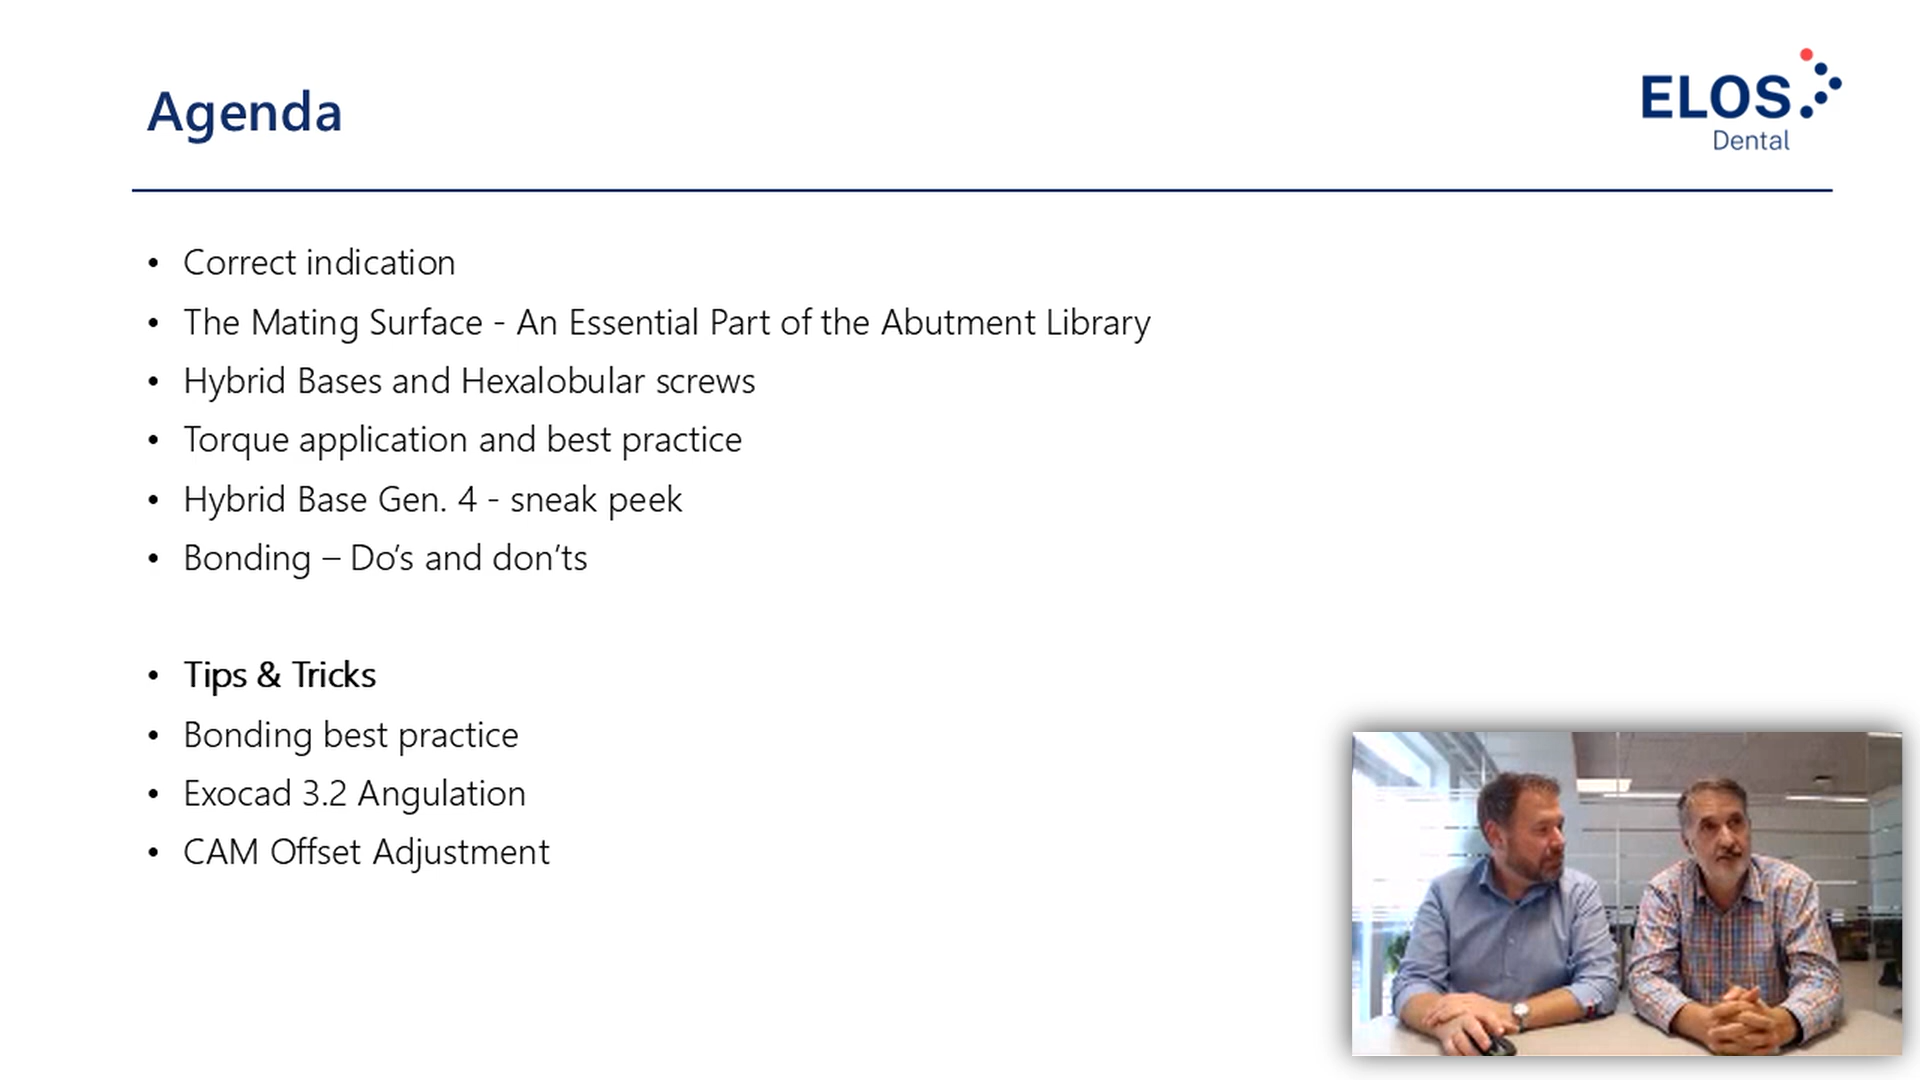 Agenda
ELOS
Dental
• Correct indication
• The Mating Surface - An Essential Part of the Abutment Library
• Hybrid Bases and Hexalobular screws
• Torque application and best practice
• Hybrid Base Gen. 4 - sneak peek
• Bonding – Do’s and don’ts
• Tips & Tricks
• Bonding best practice
• Exocad 3.2 Angulation
• CAM Offset Adjustment